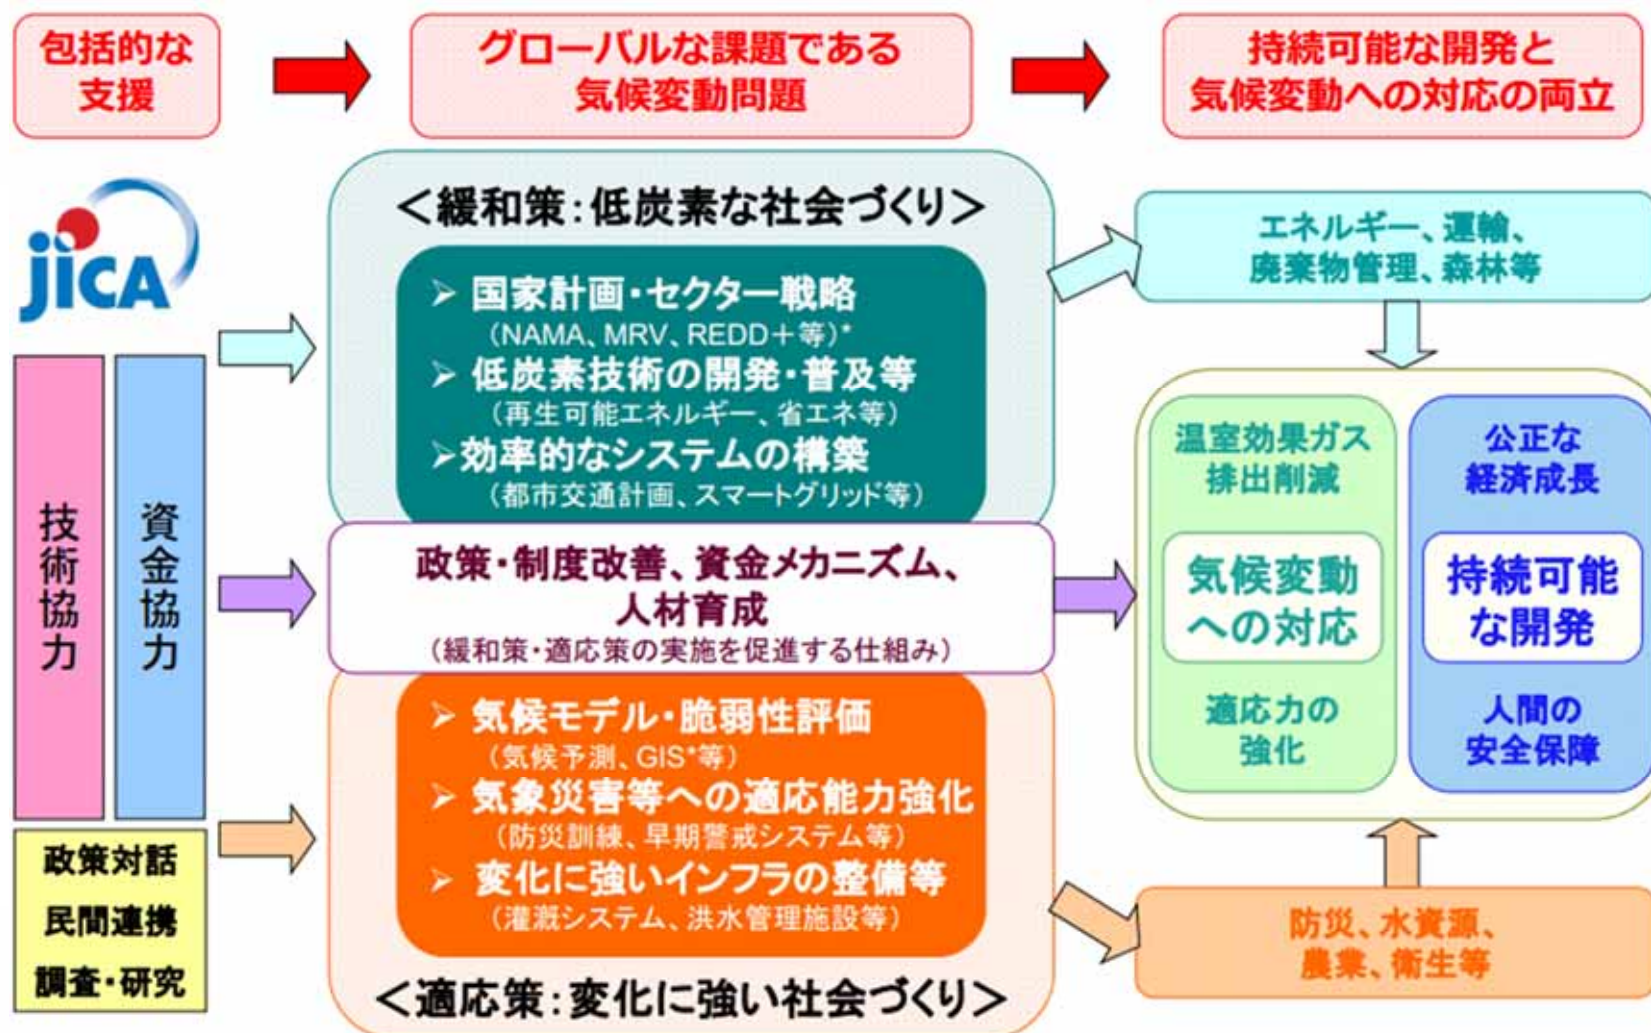 包括的な
支援
グローバルな課題である
気候変動問題
持続可能な開発と
気候変動への対応の両立
jICA
技術協力
資金協力
政策対話
民間連携
調査・研究
＜緩和策：低炭素な社会づくり＞
➢ 国家計画・セクター戦略
（NAMA、MRV、REDD＋等）*
➢ 低炭素技術の開発・普及等
（再生可能エネルギー、省エネ等）
➢効率的なシステムの構築
（都市交通計画、スマートグリッド等）
政策・制度改善、資金メカニズム、
人材育成
（緩和策・適応策の実施を促進する仕組み）
➢ 気候モデル・脆弱性評価
（気候予測、GIS*等）
➢ 気象災害等への適応能力強化
（防災訓練、早期警戒システム等）
➢ 変化に強いインフラの整備等
（灌漑システム、洪水管理施設等）
＜適応策：変化に強い社会づくり＞
エネルギー、運輸、
廃棄物管理、森林等
温室効果ガス
排出削減
気候変動
への対応
適応力の
強化
公正な
経済成長
持続可能
な開発
人間の
安全保障
防災、水資源、
農業、衛生等